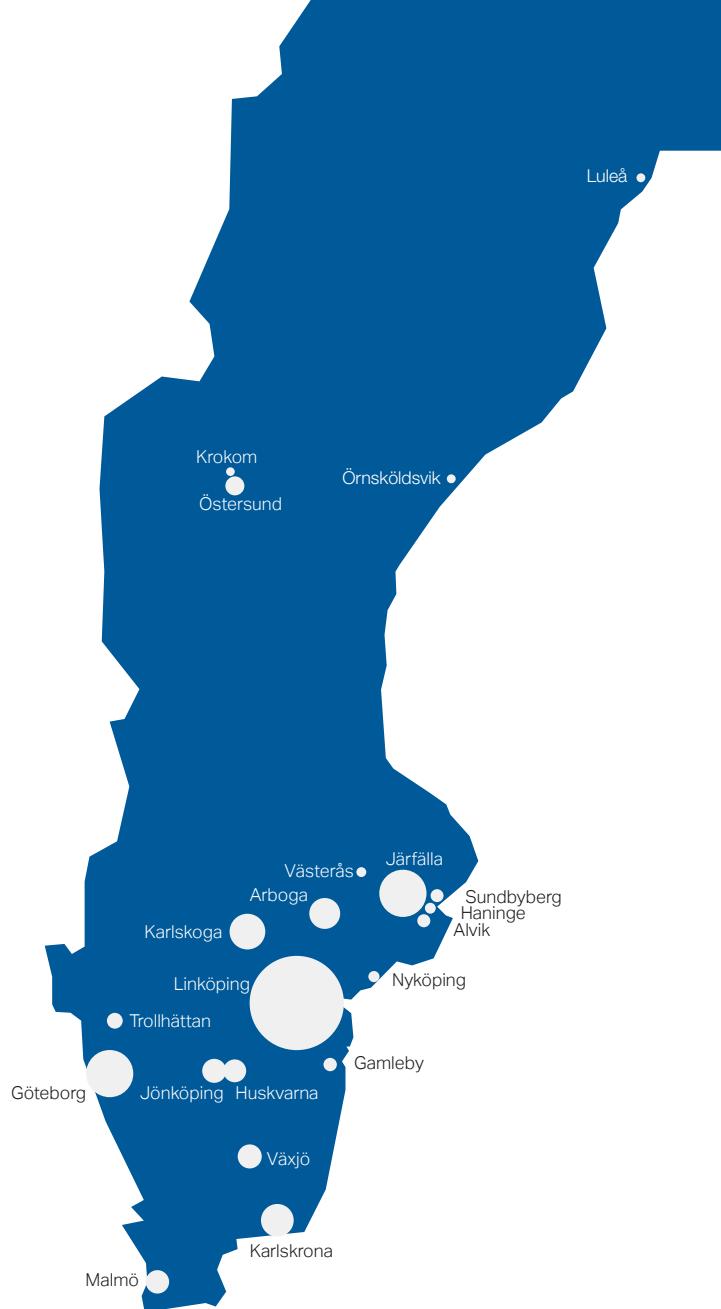 Luleå
Krokom
Örnsköldsvik
Östersund
Järfälla
Västerås
Arboga
Sundbyberg
Haninge
Alvik
Karlskoga
Nyköping
Linköping
Trollhättan
Gamleby
Göteborg
Jönköping
Huskvarna
Växjö
Karlskrona
Malmö